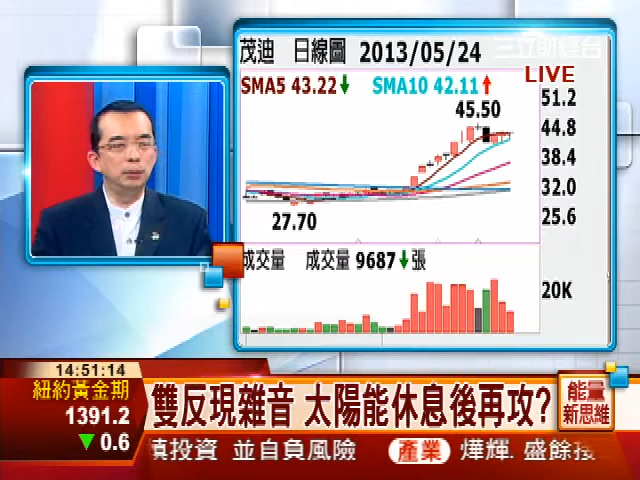 茂迪 日線圖 2013/05/24
三立財經台
LIVE
SMA5 43.22↓ SMA10 42.11↑
45.50
27.70
51.2
44.8
38.4
32.0
25.6
成交量 成交量 9687↓張
20K
14:51:14
紐約黃金期
1391.2
▼0.6
雙反現雜音 太陽能休息後再攻?
能量
新思維
慎投資 並自負風險 產業 燁輝. 盛餘接